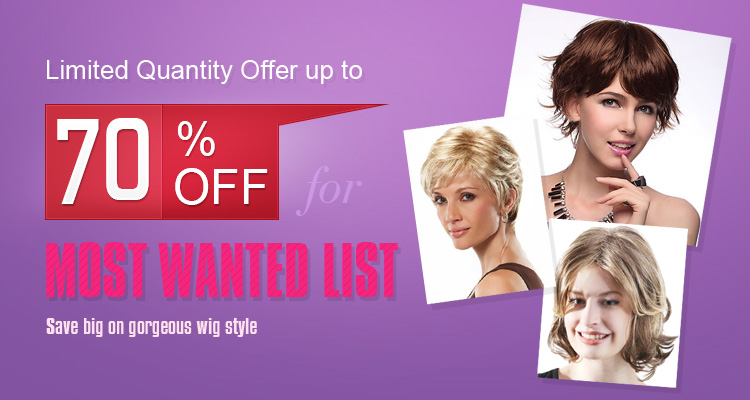 Limited Quantity Offer up to
70 % OFF
for
MOST WANTED LIST
Save big on gorgeous wig style